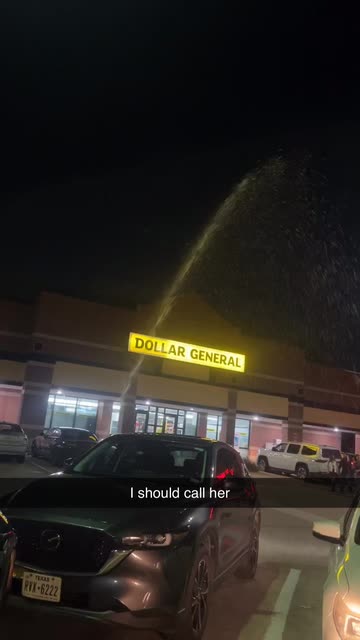 DOLLAR GENERAL
I should call her
TEXAS